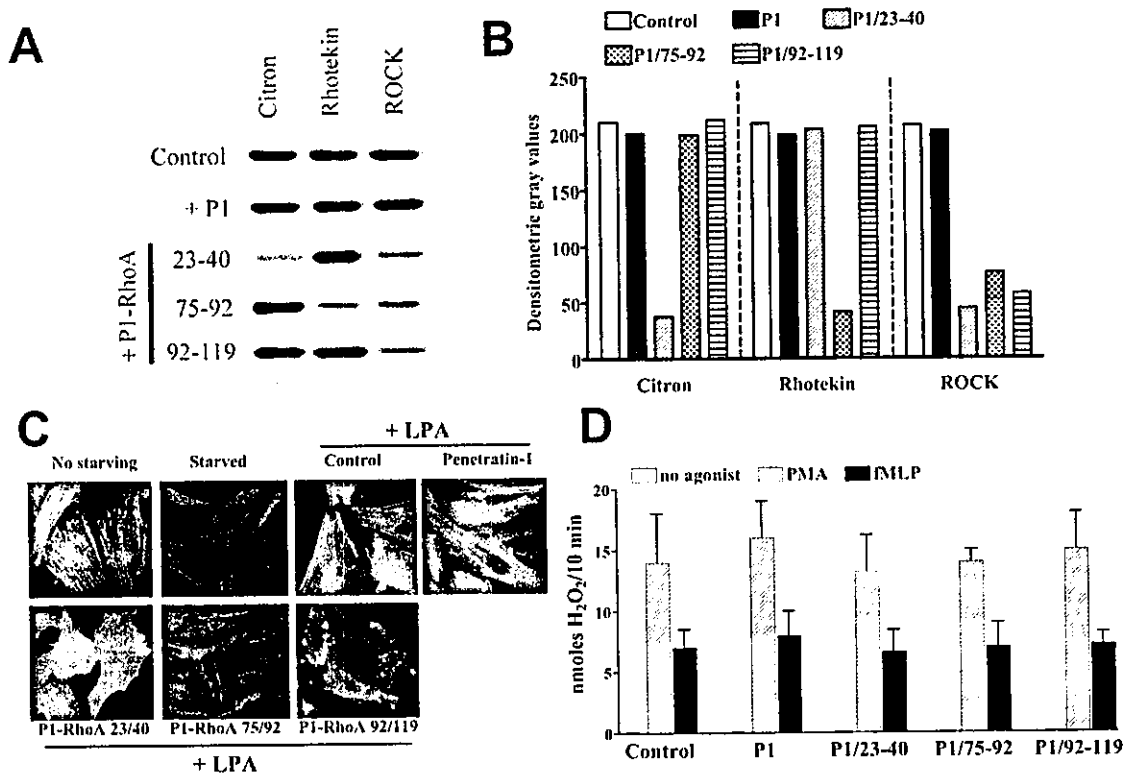 A
Citron
Rhotekin
ROCK
Control
+ P1
+ P1-RhoA
23-40
75-92
92-119
B
Control
P1
P1/23-40
P1/75-92
P1/92-119
Densitometric gray values
250
200
150
100
50
0
Citron
Rhotekin
ROCK
C
+ LPA
No starving
Starved
Control
Penetratin-1
P1-RhoA 23/40
P1-RhoA 75/92
P1-RhoA 92/119
+ LPA
D
no agonist
PMA
fMLP
nmoles H₂O₂/10 min
20
15
10
5
0
Control
P1
P1/23-40
P1/75-92
P1/92-119